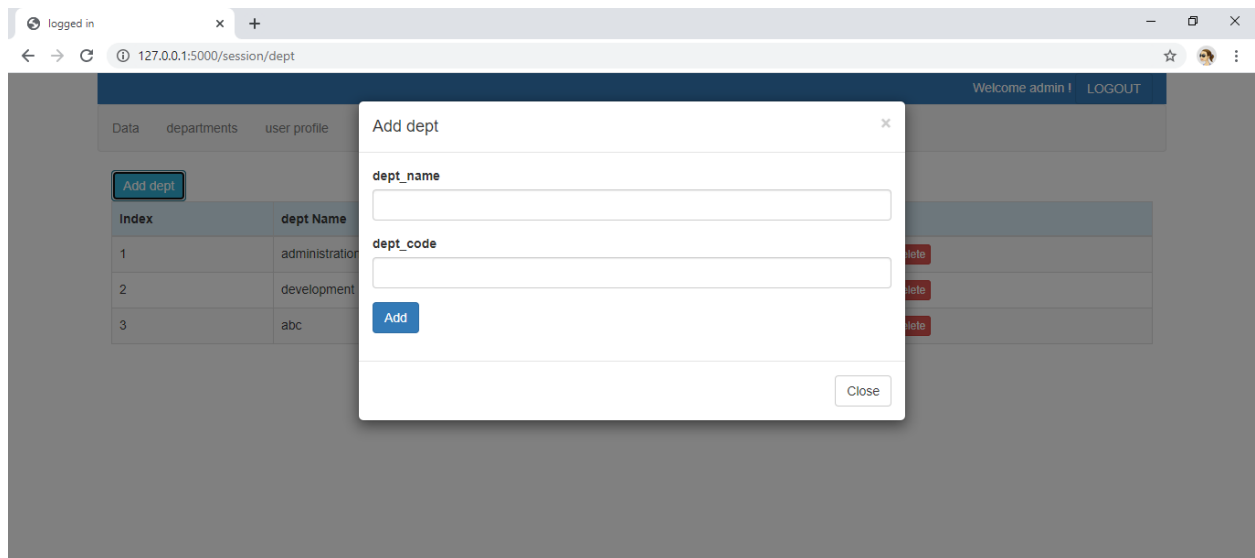 logged in
127.0.0.1:5000/session/dept
Welcome admin ! LOGOUT
Data departments user profile
Add dept ×
Add dept
dept_name
Index dept Name
dept_code
1 administration
2 development
3 abc
Add
Close